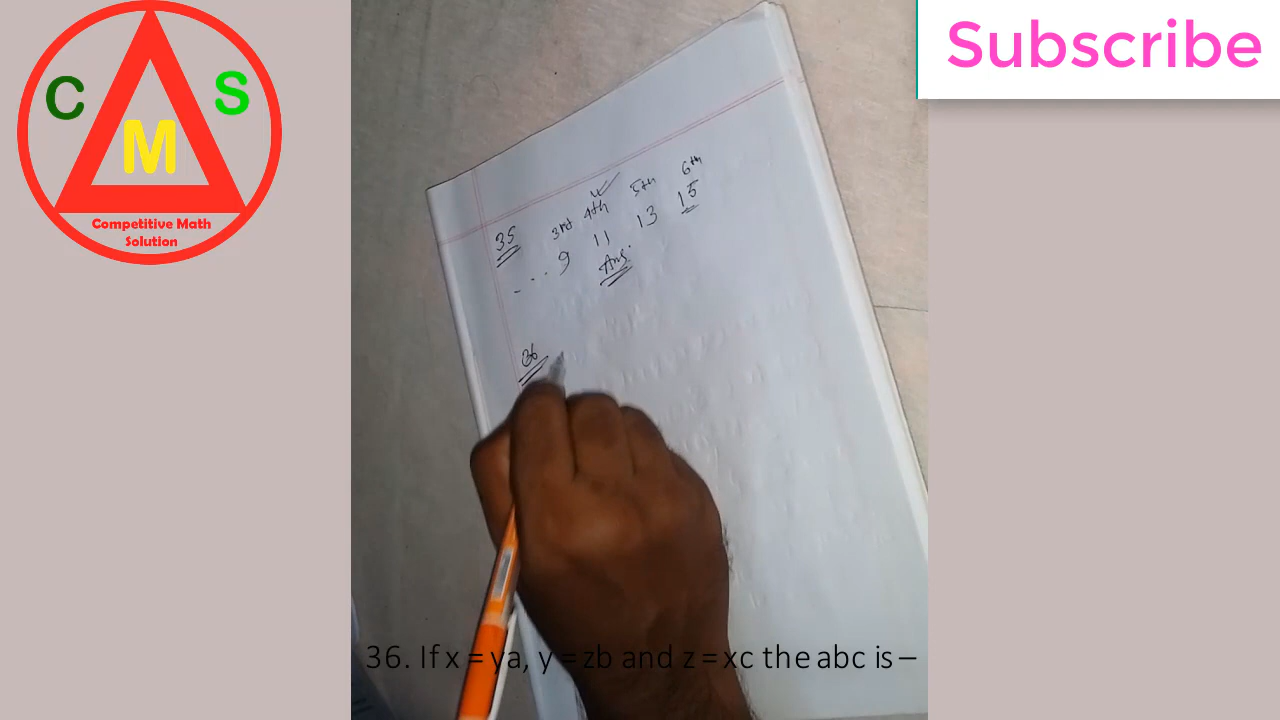 C M S
Competitive Math
Solution
Subscribe
35
3rd 4th 5th 6th
... 9 11 13 15
Ans.
36
36. If x = ya, y = zb and z = xc the abc is –